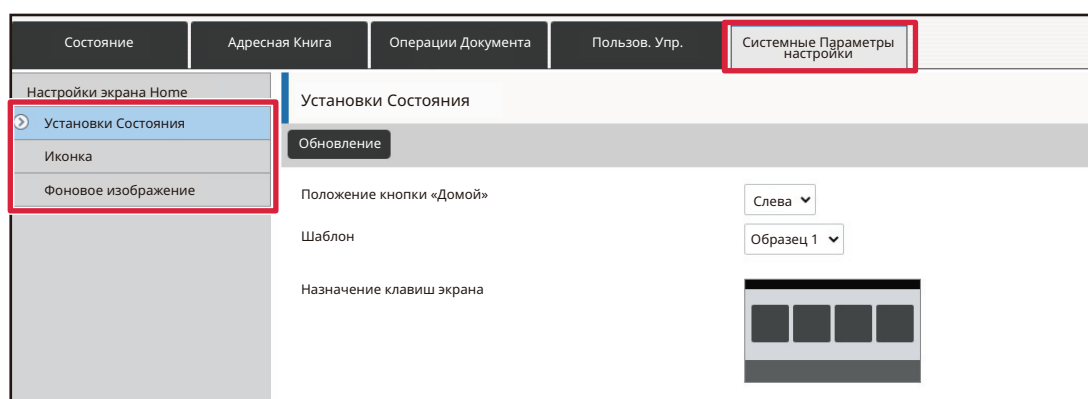 Состояние
Адресная Книга
Операции Документа
Пользов. Упр.
Системные Параметры
настройки
Настройки экрана Home
Установки Состояния
Иконка
Фоновое изображение
Установки Состояния
Обновление
Положение кнопки «Домой»
Слева
Шаблон
Образец 1
Назначение клавиш экрана